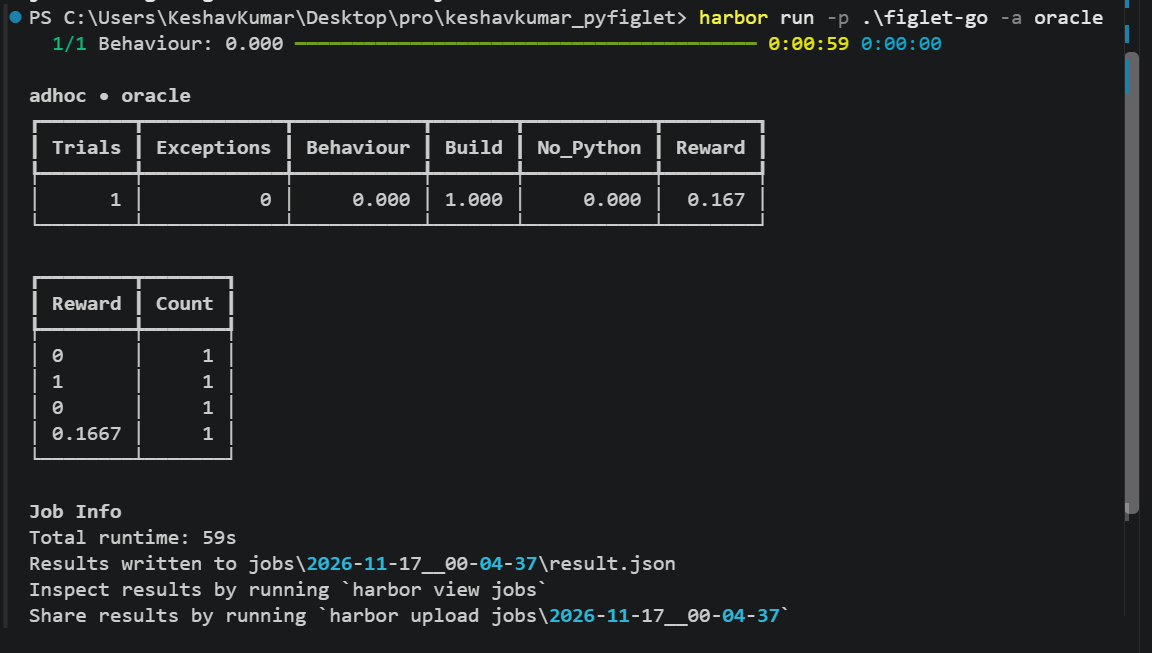 PS C:\Users\KeshavKumar\Desktop\pro\keshavkumar_pyfiglet> harbor run -p .\figlet-go -a oracle
1/1 Behaviour: 0.000 0:00:59 0:00:00
adhoc • oracle
Trials Exceptions Behaviour Build No_Python Reward
1 0 0.000 1.000 0.000 0.167
Reward Count
0 1
1 1
0 1
0.1667 1
Job Info
Total runtime: 59s
Results written to jobs\2026-11-17__00-04-37\result.json
Inspect results by running `harbor view jobs`
Share results by running `harbor upload jobs\2026-11-17__00-04-37`